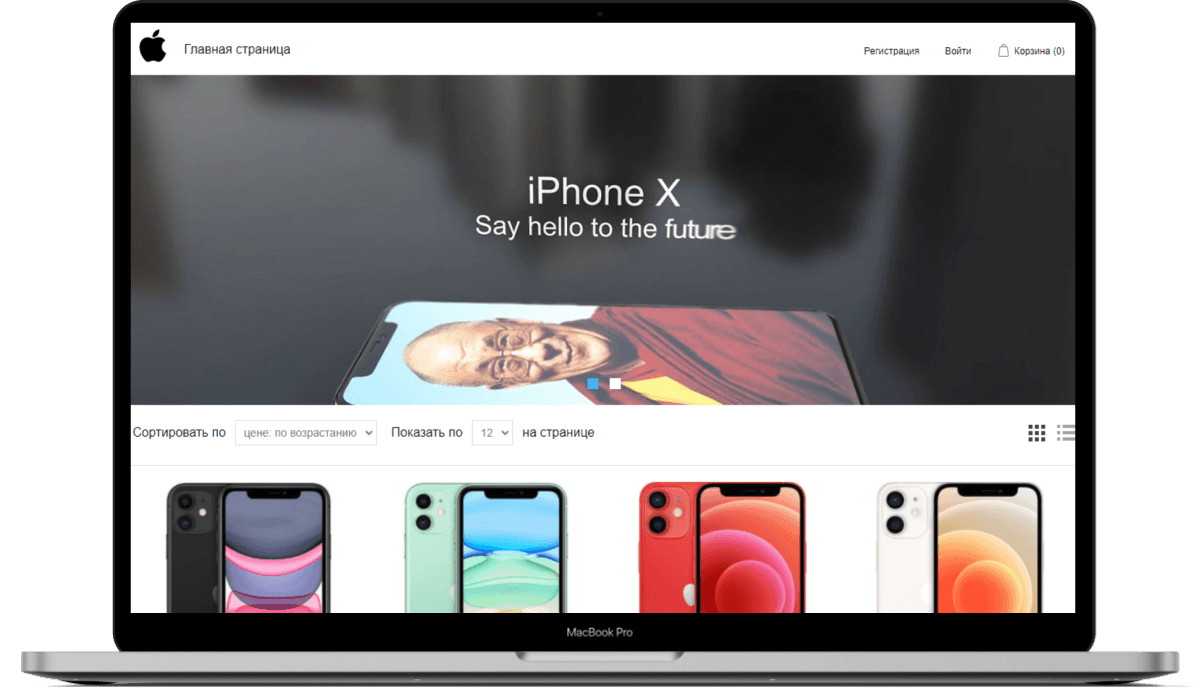 Главная страница
Регистрация
Войти
Корзина (0)
iPhone X
Say hello to the future
Сортировать по
цене: по возрастанию
Показать по
12
на странице
MacBook Pro